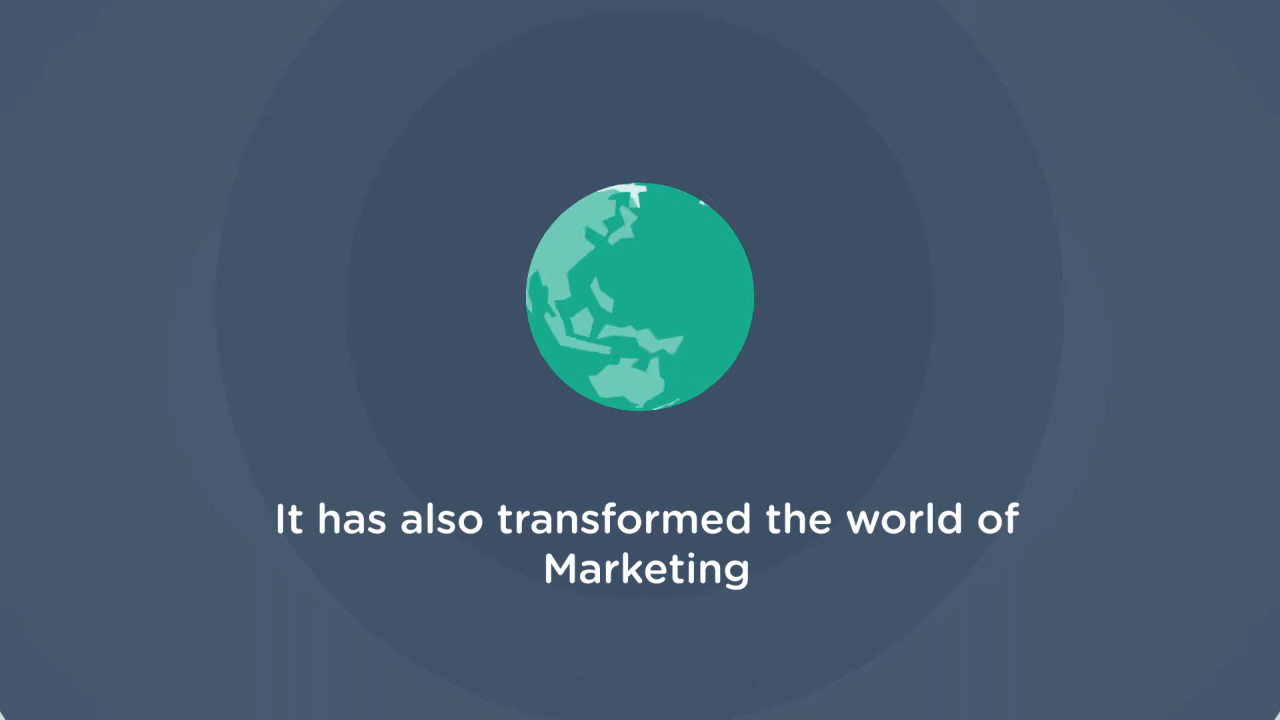 It has also transformed the world of
Marketing